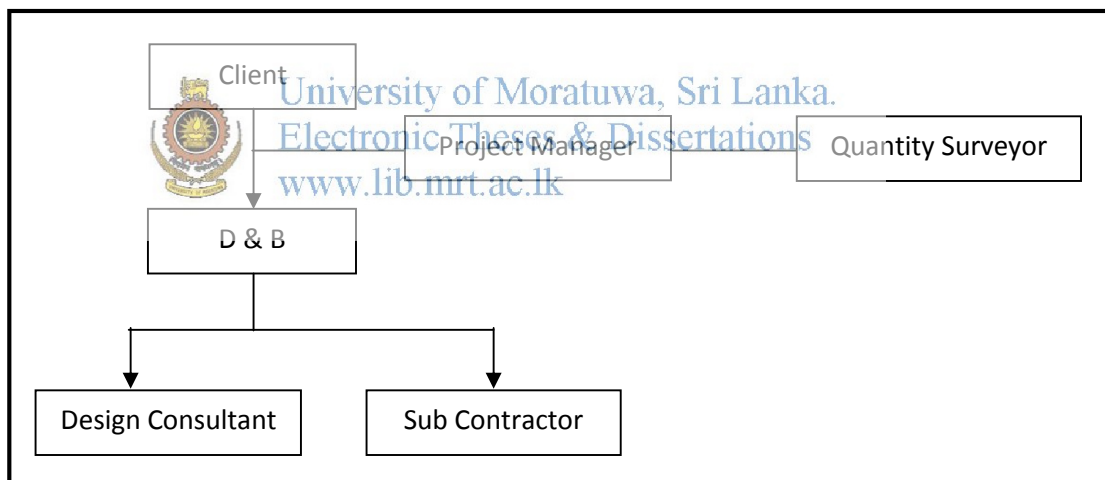 Client
University of Moratuwa, Sri Lanka.
Electronic Theses & Dissertations
www.lib.mrt.ac.lk
Project Manager
Quantity Surveyor
D & B
Design Consultant
Sub Contractor